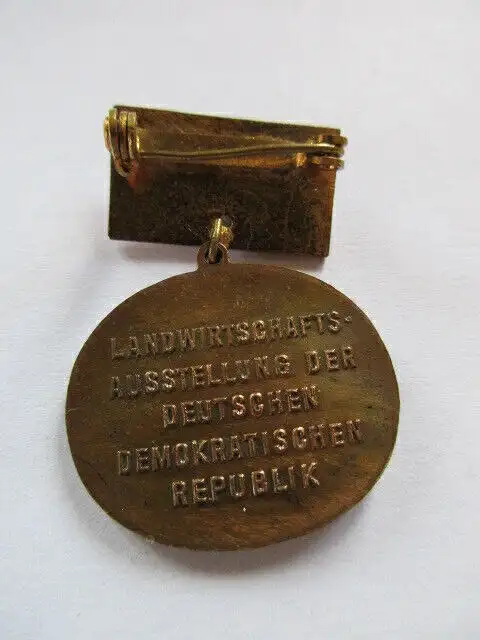 LANDWIRTSCHAFTS-
AUSSTELLUNG DER
DEUTSCHEN
DEMOKRATISCHEN
REPUBLIK